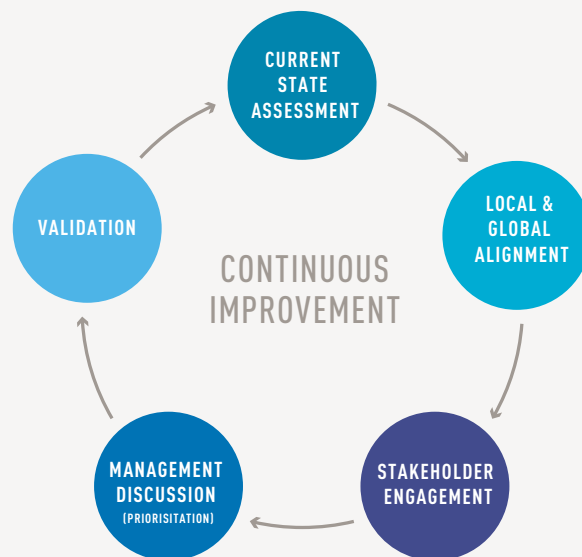 CURRENT
STATE
ASSESSMENT
LOCAL &
GLOBAL
ALIGNMENT
VALIDATION
CONTINUOUS
IMPROVEMENT
STAKEHOLDER
ENGAGEMENT
MANAGEMENT
DISCUSSION
(PRIORISITATION)